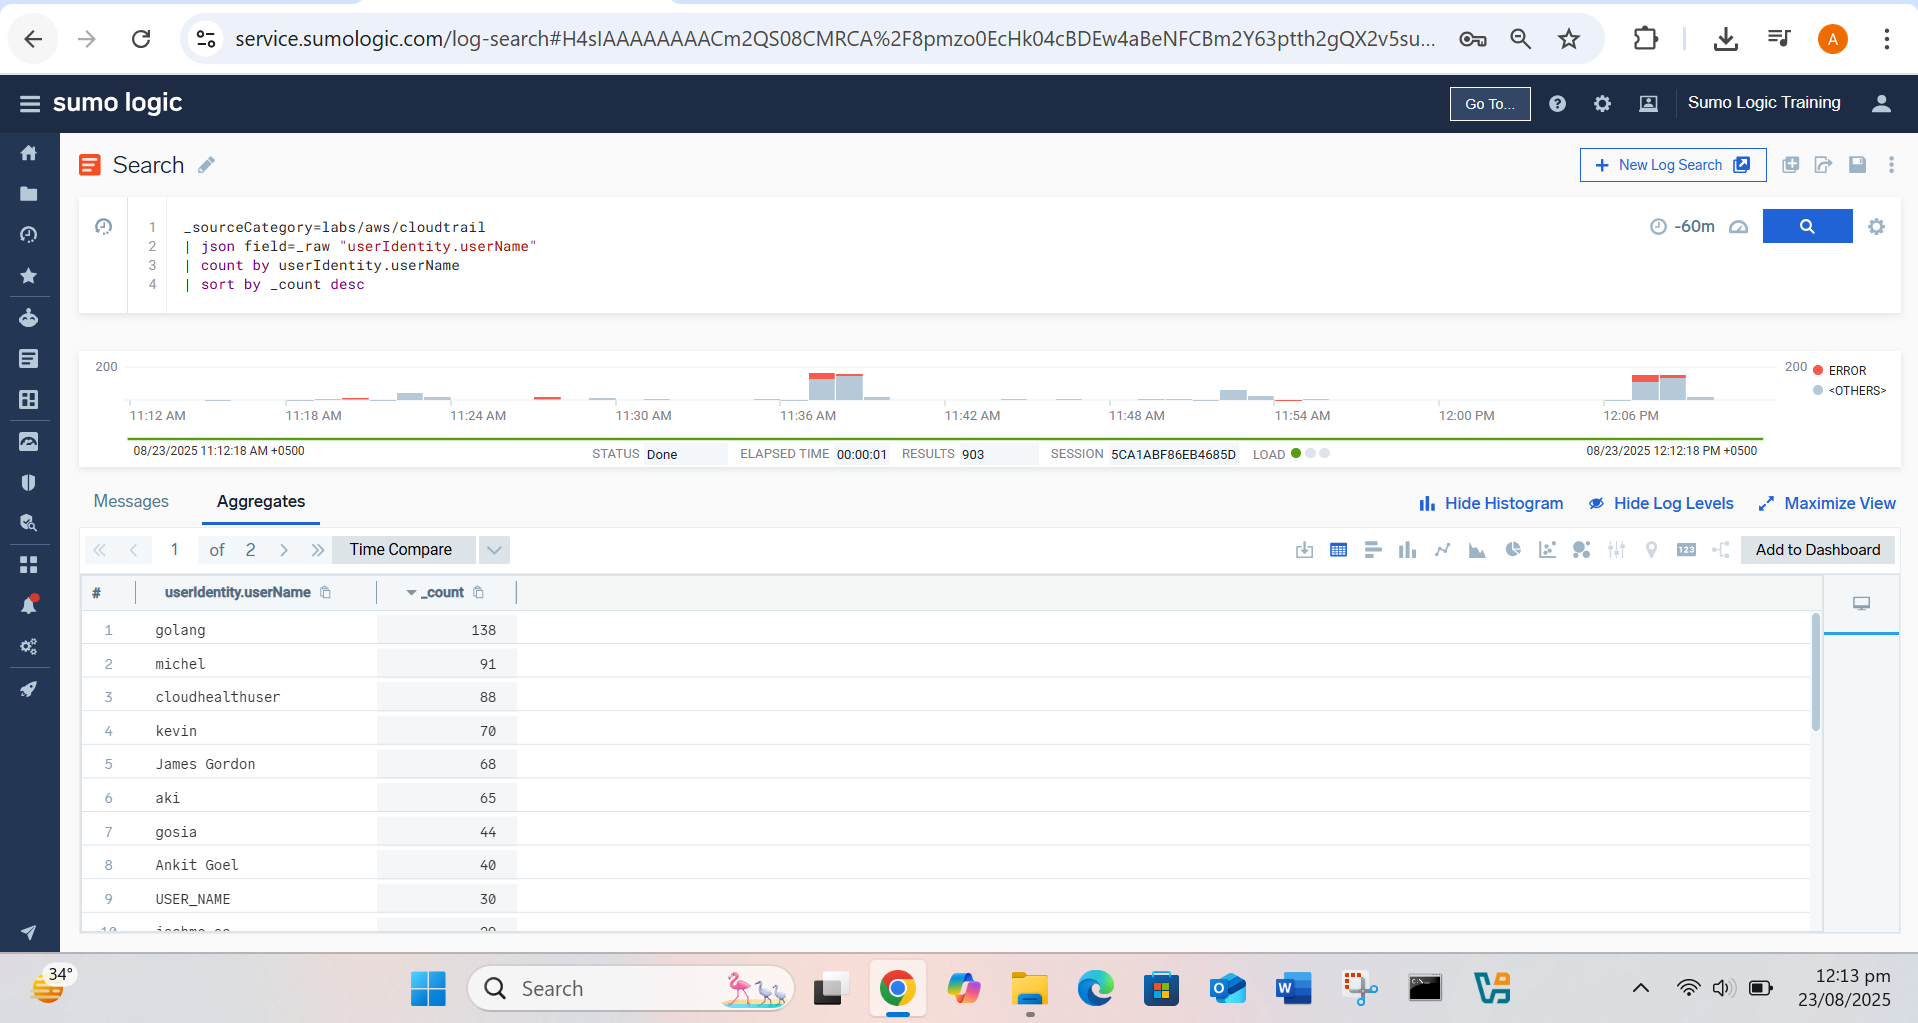 service.sumologic.com/log-search#H4sIAAAAAAAACm2QS08CMRCA%2F8pmzo0EcHk04cBDEw4aBeNFCBm2Y63ptth2gQX2v5su...
A
sumo logic
Go To...
Sumo Logic Training
Search
+ New Log Search
1 _sourceCategory=labs/aws/cloudtrail
2 | json field=_raw "userIdentity.userName"
3 | count by userIdentity.userName
4 | sort by _count desc
-60m
200
200
ERROR
<OTHERS>
11:12 AM 11:18 AM 11:24 AM 11:30 AM 11:36 AM 11:42 AM 11:48 AM 11:54 AM 12:00 PM 12:06 PM
08/23/2025 11:12:18 AM +0500
STATUS Done ELAPSED TIME 00:00:01 RESULTS 903 SESSION 5CA1ABF86EB4685D LOAD
08/23/2025 12:12:18 PM +0500
Messages Aggregates
Hide Histogram Hide Log Levels Maximize View
1 of 2 Time Compare
123
Add to Dashboard
# userIdentity.userName _count
1 golang 138
2 michel 91
3 cloudhealthuser 88
4 kevin 70
5 James Gordon 68
6 aki 65
7 gosia 44
8 Ankit Goel 40
9 USER_NAME 30
34°
Search
12:13 pm
23/08/2025